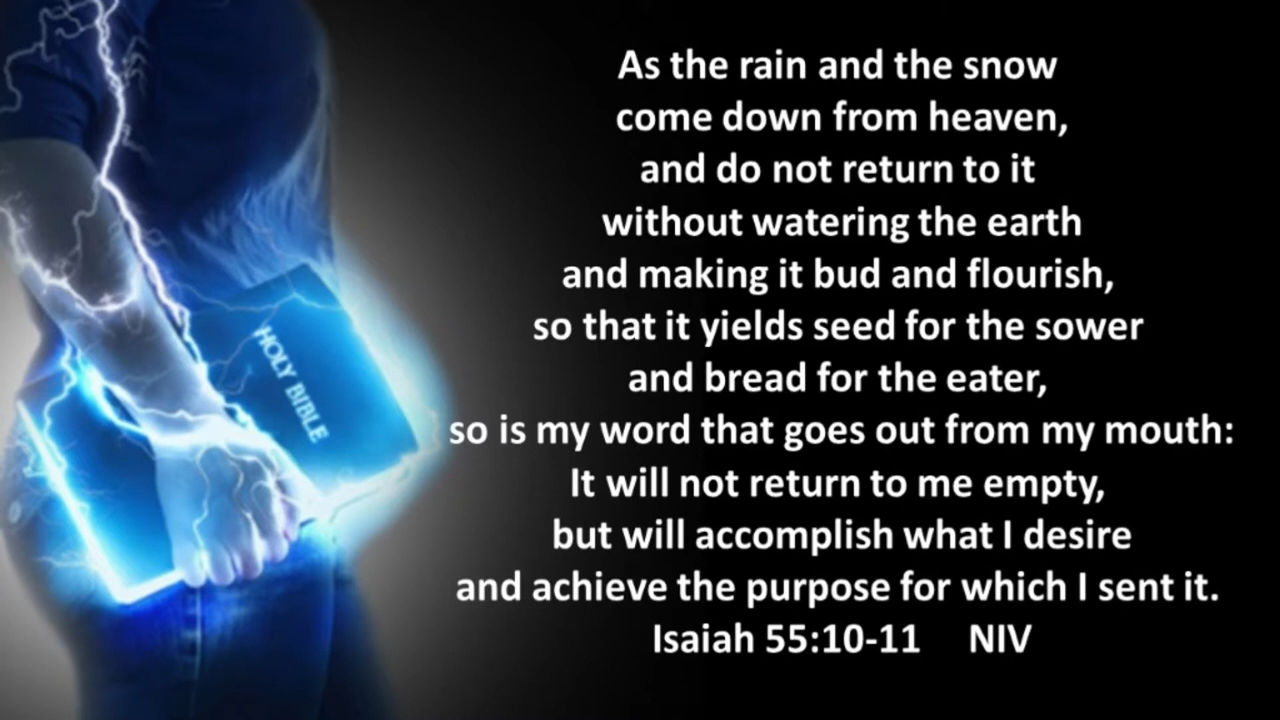 As the rain and the snow
come down from heaven,
and do not return to it
without watering the earth
and making it bud and flourish,
so that it yields seed for the sower
and bread for the eater,
so is my word that goes out from my mouth:
It will not return to me empty,
but will accomplish what I desire
and achieve the purpose for which I sent it.
Isaiah 55:10-11 NIV
HOLY BIBLE